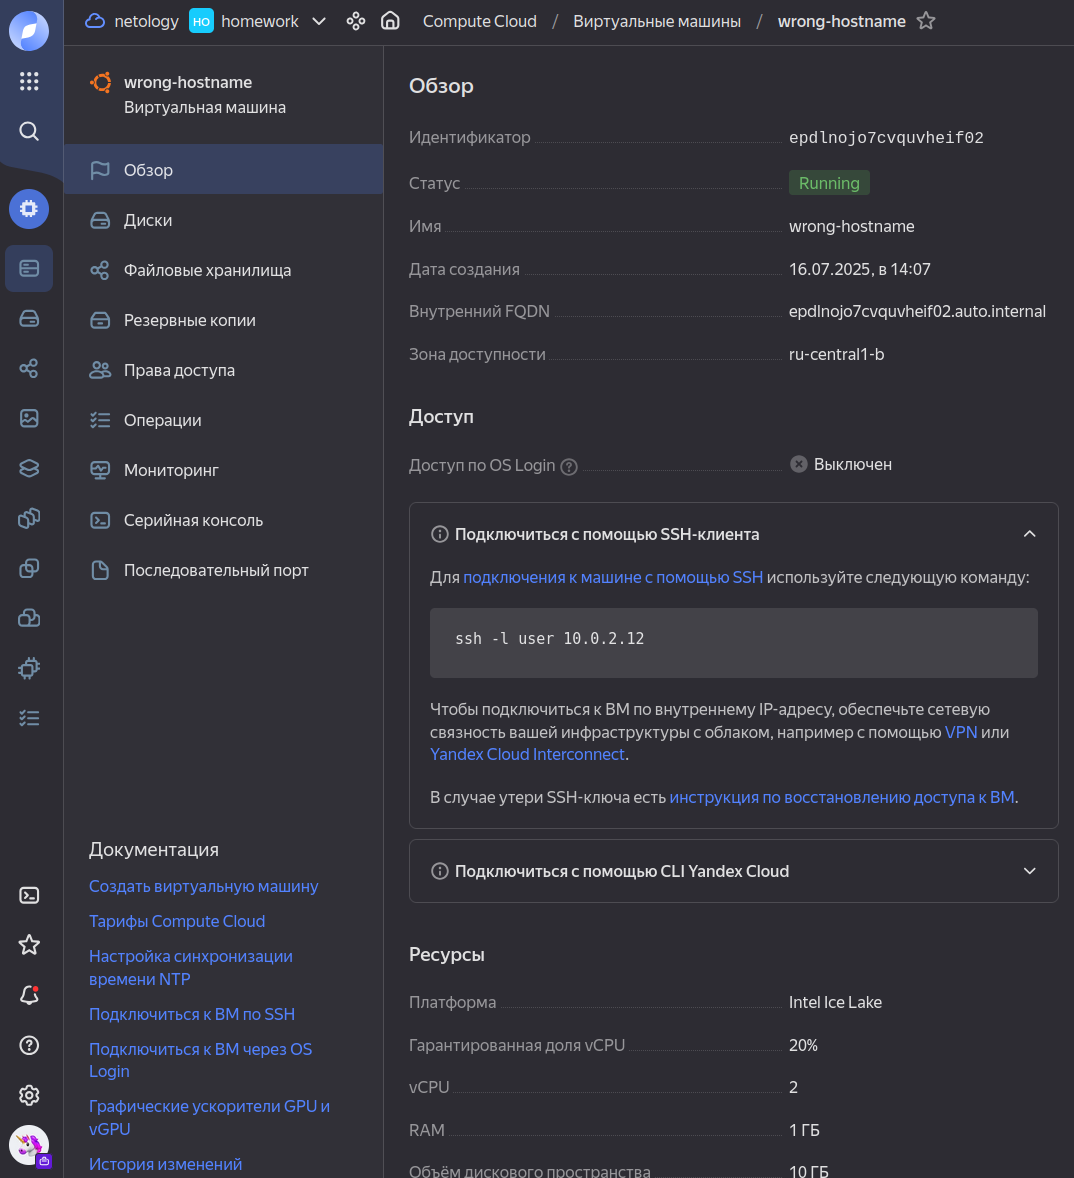 netology HO homework Compute Cloud / Виртуальные машины / wrong-hostname
wrong-hostname
Виртуальная машина
Обзор
Диски
Файловые хранилища
Резервные копии
Права доступа
Операции
Мониторинг
Серийная консоль
Последовательный порт
Документация
Создать виртуальную машину
Тарифы Compute Cloud
Настройка синхронизации
времени NTP
Подключиться к ВМ по SSH
Подключиться к ВМ через OS
Login
Графические ускорители GPU и
vGPU
История изменений
Обзор
Идентификатор epdlnojo7cvquvheif02
Статус Running
Имя wrong-hostname
Дата создания 16.07.2025, в 14:07
Внутренний FQDN epdlnojo7cvquvheif02.auto.internal
Зона доступности ru-central1-b
Доступ
Доступ по OS Login ? Выключен
Подключиться с помощью SSH-клиента
Для подключения к машине с помощью SSH используйте следующую команду:
ssh -l user 10.0.2.12
Чтобы подключиться к ВМ по внутреннему IP-адресу, обеспечьте сетевую
связность вашей инфраструктуры с облаком, например с помощью VPN или
Yandex Cloud Interconnect.
В случае утери SSH-ключа есть инструкция по восстановлению доступа к ВМ.
Подключиться с помощью CLI Yandex Cloud
Ресурсы
Платформа Intel Ice Lake
Гарантированная доля vCPU 20%
vCPU 2
RAM 1 ГБ
Объём дискового пространства 10 ГБ